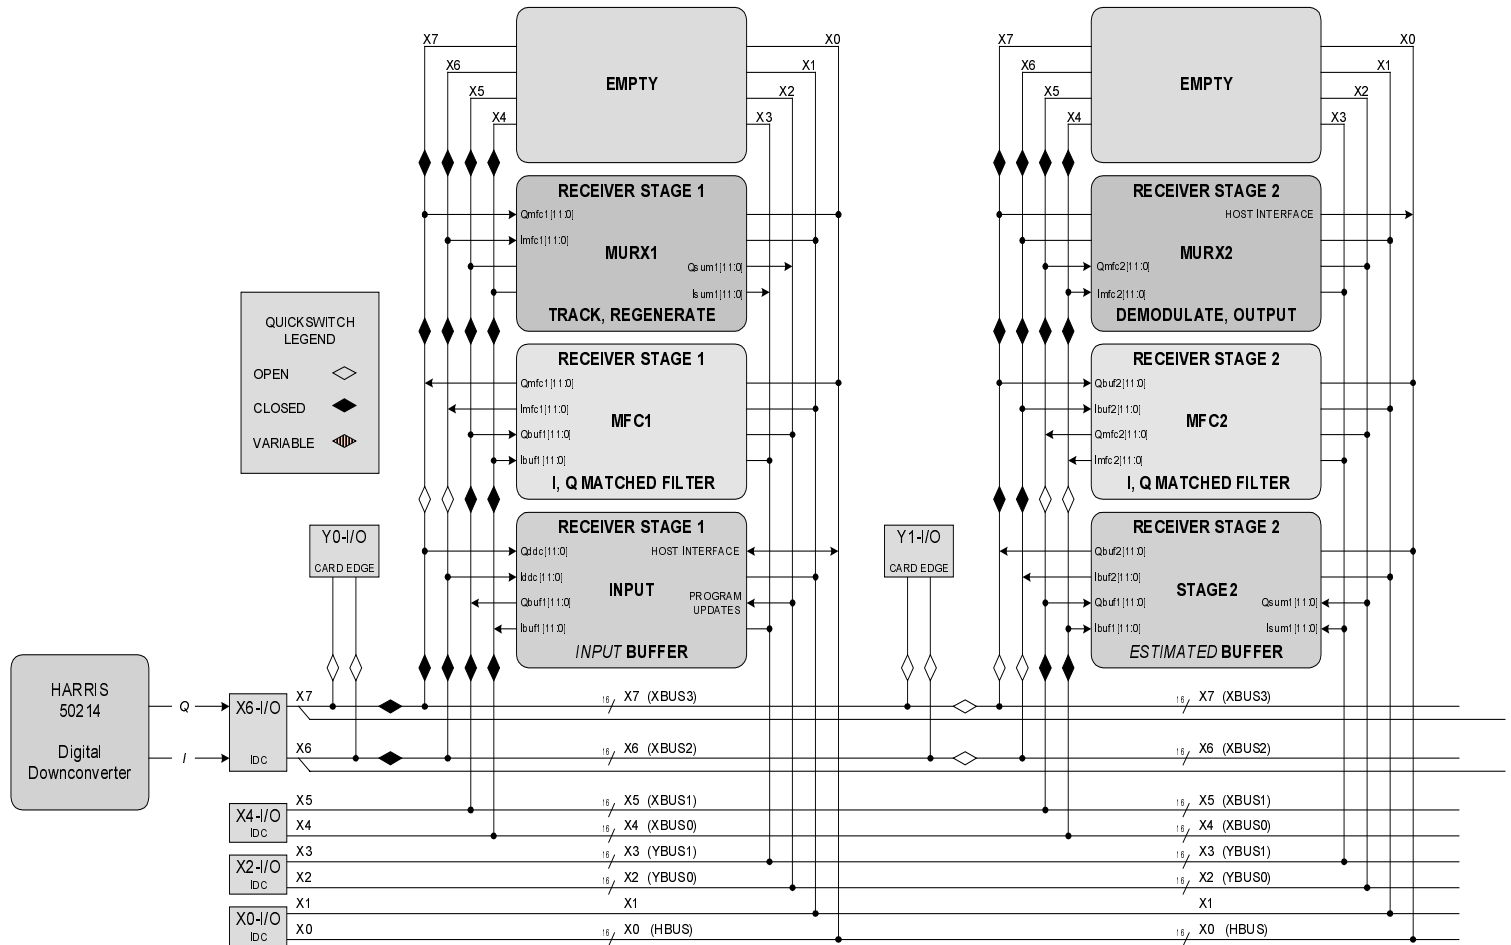 X7
X6
X5
X4
EMPTY
X0
X1
X2
X3
X7
X6
X5
X4
EMPTY
X0
X1
X2
X3
RECEIVER STAGE 1
Qmfc1[11:0]
Imfc1[11:0]
MURX1
Qsum1[11:0]
Isum1[11:0]
TRACK, REGENERATE
RECEIVER STAGE 2
HOST INTERFACE
MURX2
Qmfc2[11:0]
Imfc2[11:0]
DEMODULATE, OUTPUT
QUICKSWITCH
LEGEND
OPEN
CLOSED
VARIABLE
RECEIVER STAGE 1
Qmfc1[11:0]
Imfc1[11:0]
MFC1
Qbuf1[11:0]
Ibuf1[11:0]
I, Q MATCHED FILTER
RECEIVER STAGE 2
Qbuf2[11:0]
Ibuf2[11:0]
MFC2
Qmfc2[11:0]
Imfc2[11:0]
I, Q MATCHED FILTER
Y0-I/O
CARD EDGE
RECEIVER STAGE 1
Qddc[11:0]
HOST INTERFACE
Iddc[11:0]
INPUT
Qbuf1[11:0]
PROGRAM
UPDATES
Ibuf1[11:0]
INPUT BUFFER
Y1-I/O
CARD EDGE
RECEIVER STAGE 2
Qbuf2[11:0]
Ibuf2[11:0]
STAGE2
Qbuf1[11:0]
Qsum1[11:0]
Ibuf1[11:0]
Isum1[11:0]
ESTIMATED BUFFER
HARRIS
50214
Digital
Downconverter
Q
I
X6-I/O
IDC
X7
16
X7 (XBUS3)
16
X7 (XBUS3)
X6
16
X6 (XBUS2)
16
X6 (XBUS2)
X4-I/O
IDC
X5
16
X5 (XBUS1)
16
X5 (XBUS1)
X4
16
X4 (XBUS0)
16
X4 (XBUS0)
X2-I/O
IDC
X3
16
X3 (YBUS1)
16
X3 (YBUS1)
X2
16
X2 (YBUS0)
16
X2 (YBUS0)
X0-I/O
IDC
X1
X1
X1
X0
16
X0 (HBUS)
16
X0 (HBUS)